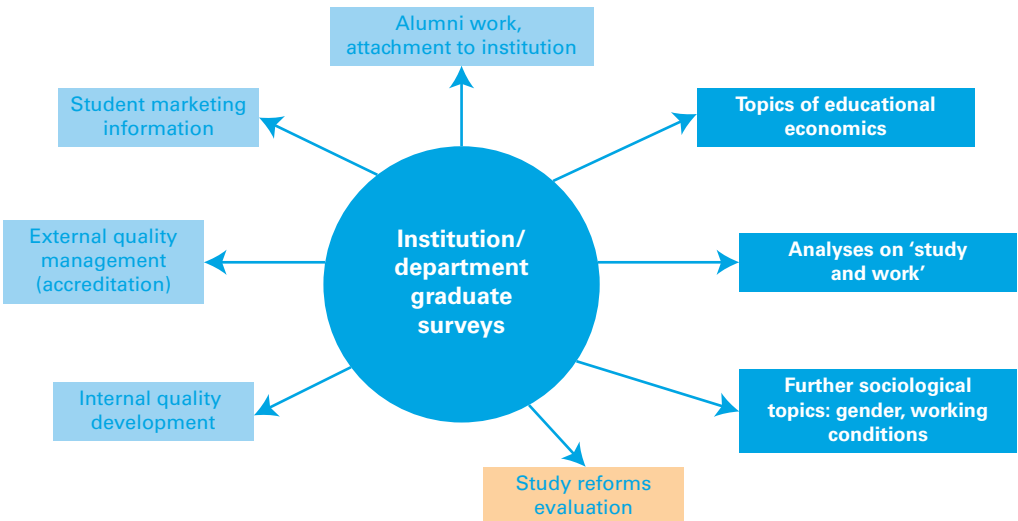 Alumni work,
attachment to institution
Student marketing
information
Topics of educational
economics
External quality
management
(accreditation)
Institution/
department
graduate
surveys
Analyses on ‘study
and work’
Internal quality
development
Further sociological
topics: gender, working
conditions
Study reforms
evaluation